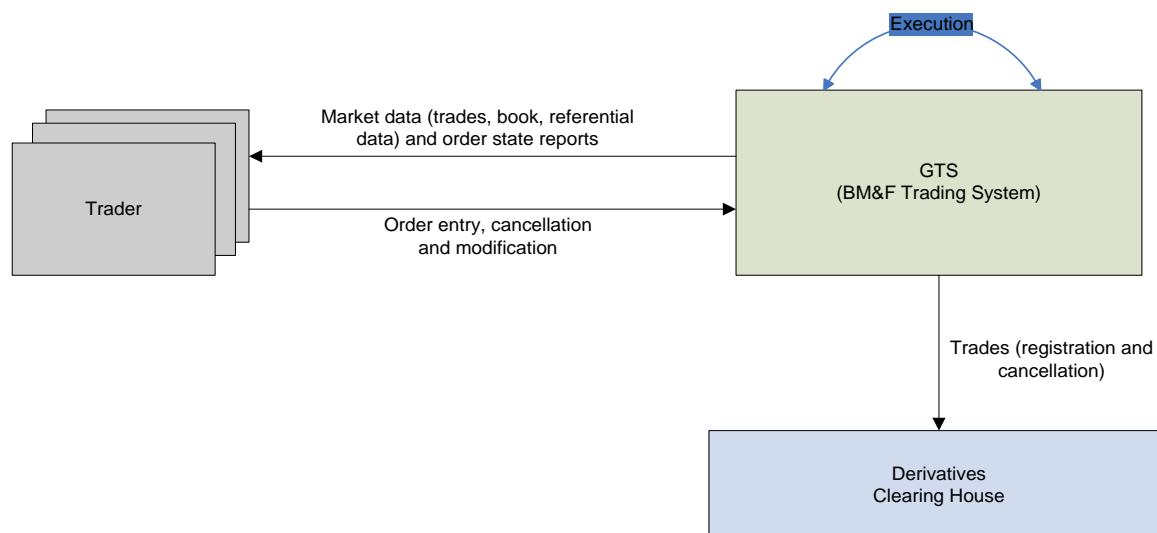 Execution
Market data (trades, book, referential
data) and order state reports
GTS
(BM&F Trading System)
Trader
Order entry, cancellation
and modification
Trades (registration and
cancellation)
Derivatives
Clearing House